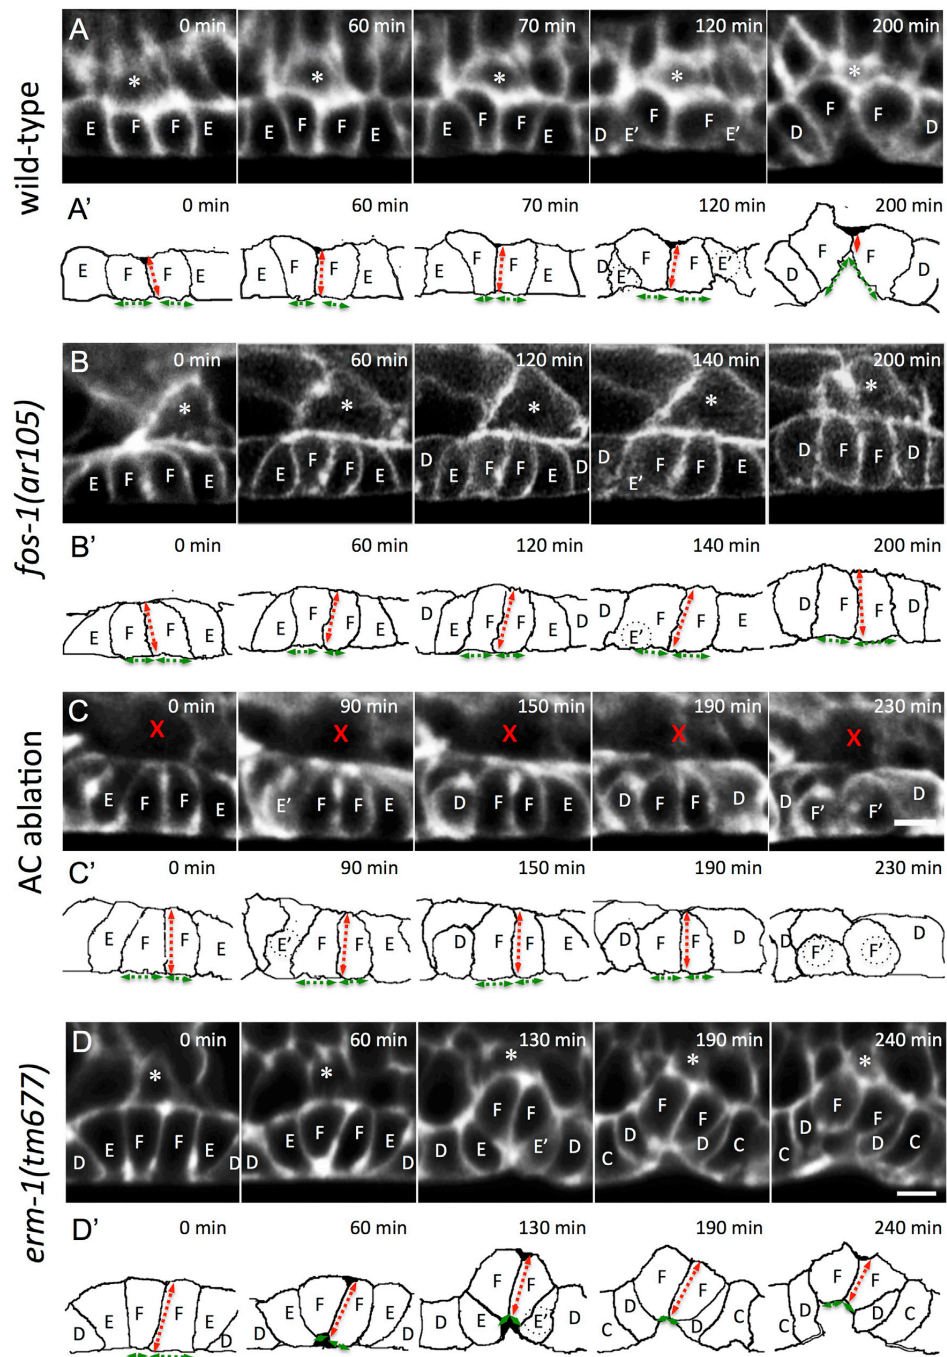 wild-type
A 0 min 60 min 70 min 120 min 200 min
* * * * *
E F F E E F F E E F F E D E’ F F E’ D F F D
A’ 0 min 60 min 70 min 120 min 200 min
E F F E E F F E E F F E D E’ F F E’ D F F D
fos-1(ar105)
B 0 min 60 min 120 min 140 min 200 min
* * * * *
E F F E E F F E D E F F E D D E’ F F E D F F D
B’ 0 min 60 min 120 min 140 min 200 min
E F F E E F F E D E F F E D D E’ F F E D F F D
AC ablation
C 0 min 90 min 150 min 190 min 230 min
X X X X X
E F F E E’ F F E D F F E D F F D D F’ F’ D
C’ 0 min 90 min 150 min 190 min 230 min
E F F E E’ F F E D F F E D F F D D F’ F’ D
erm-1(tm677)
D 0 min 60 min 130 min 190 min 240 min
* * * * *
D E F F E D D E F F E D F F E E’ D C D F F D C C D F F D C
D’ 0 min 60 min 130 min 190 min 240 min
D E F F E D D E F F E D D F F E E’ D C D F F D C C D F F D C